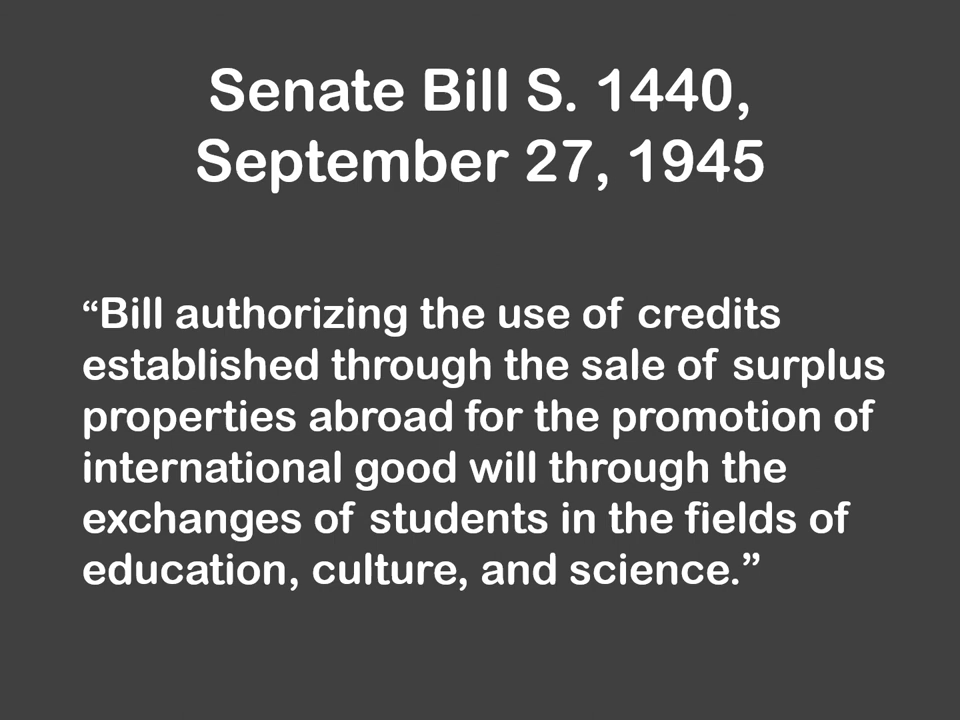 Senate Bill S. 1440,
September 27, 1945
“Bill authorizing the use of credits
established through the sale of surplus
properties abroad for the promotion of
international good will through the
exchanges of students in the fields of
education, culture, and science.”